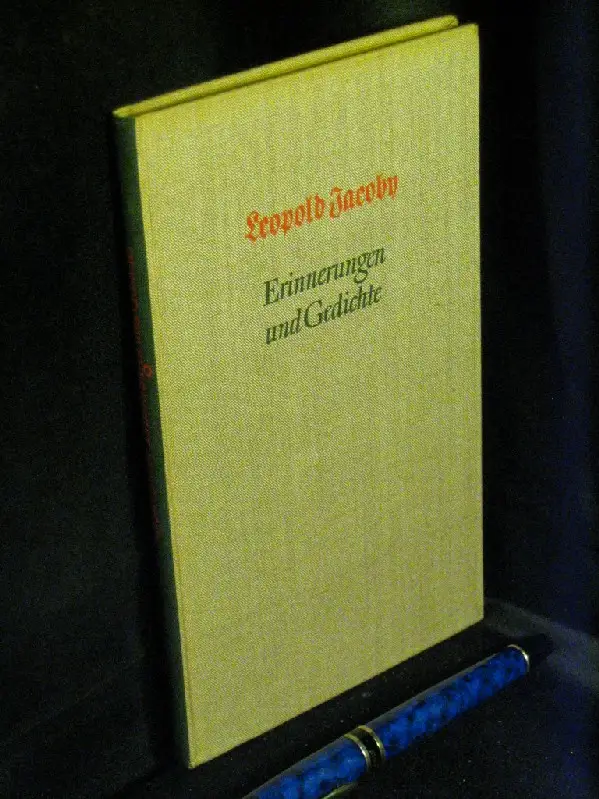 Leopold Jacoby
Erinnerungen
und Gedichte